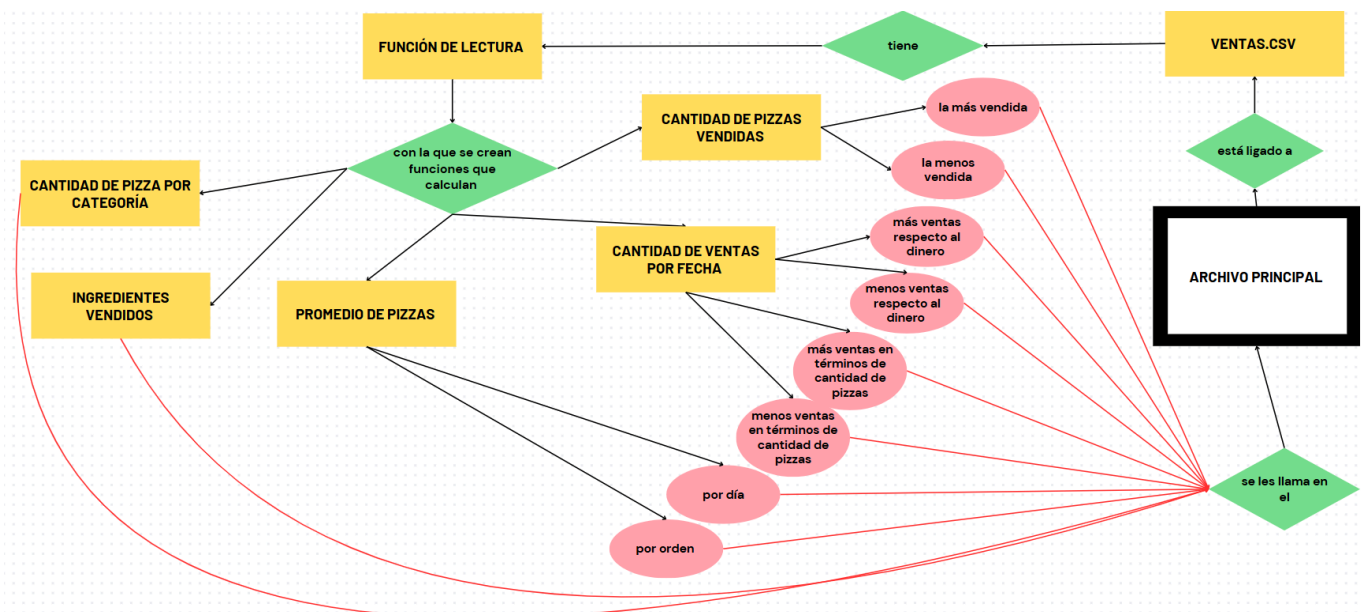 FUNCIÓN DE LECTURA
tiene
VENTAS.CSV
CANTIDAD DE PIZZAS
VENDIDAS
la más vendida
con la que se crean
funciones que
calculan
la menos
vendida
está ligado a
CANTIDAD DE PIZZA POR
CATEGORÍA
más ventas
respecto al
dinero
CANTIDAD DE VENTAS
POR FECHA
ARCHIVO PRINCIPAL
menos ventas
respecto al
dinero
INGREDIENTES
VENDIDOS
PROMEDIO DE PIZZAS
más ventas en
términos de
cantidad de
pizzas
menos ventas
en términos de
cantidad de
pizzas
se les llama en
el
por día
por orden